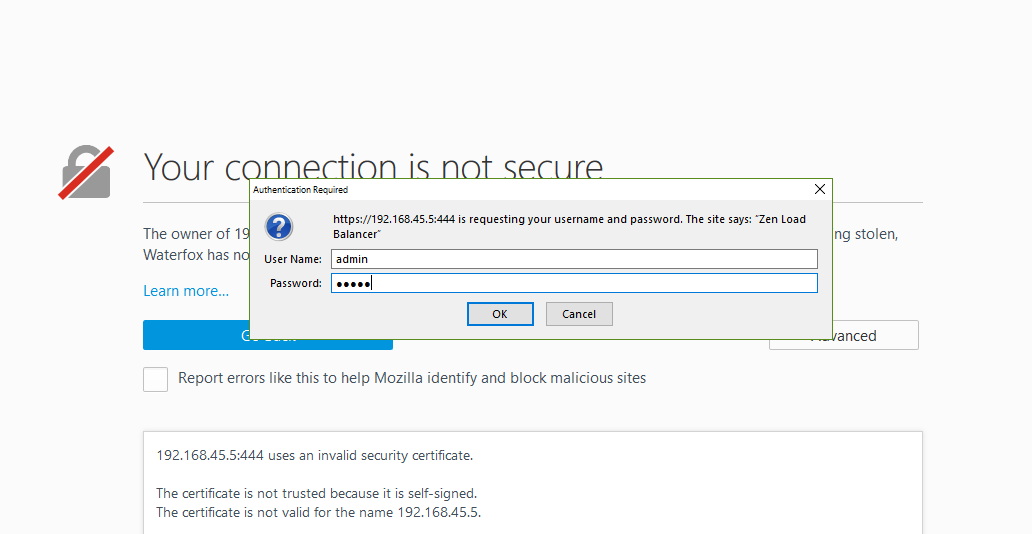 Your connection is not secure
Authentication Required
https://192.168.45.5:444 is requesting your username and password. The site says: “Zen Load
Balancer”
User Name: admin
Password: •••••
OK Cancel
The owner of 19
ng stolen,
Waterfox has no
Learn more...
Report errors like this to help Mozilla identify and block malicious sites
192.168.45.5:444 uses an invalid security certificate.
The certificate is not trusted because it is self-signed.
The certificate is not valid for the name 192.168.45.5.